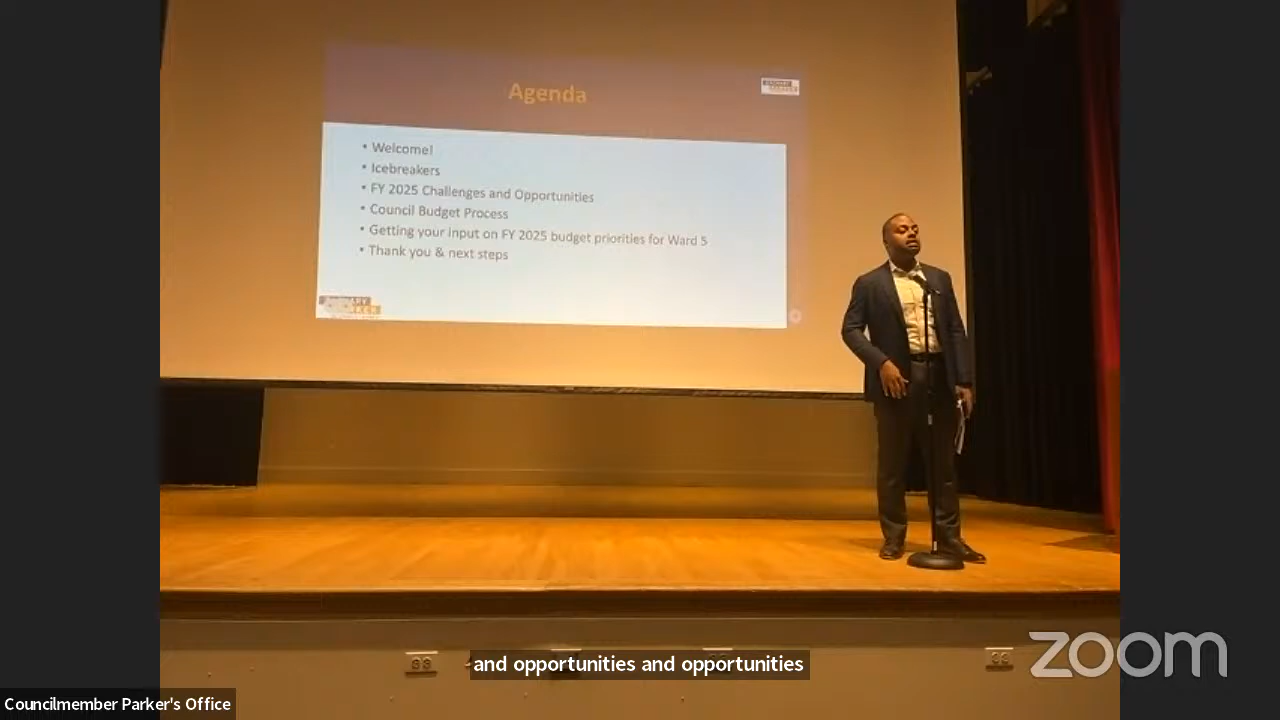 Agenda
• Welcome!
• Icebreakers
• FY 2025 Challenges and Opportunities
• Council Budget Process
• Getting your input on FY 2025 budget priorities for Ward 5
• Thank you & next steps
PARKER
and opportunities and opportunities
zoom
Councilmember Parker's Office